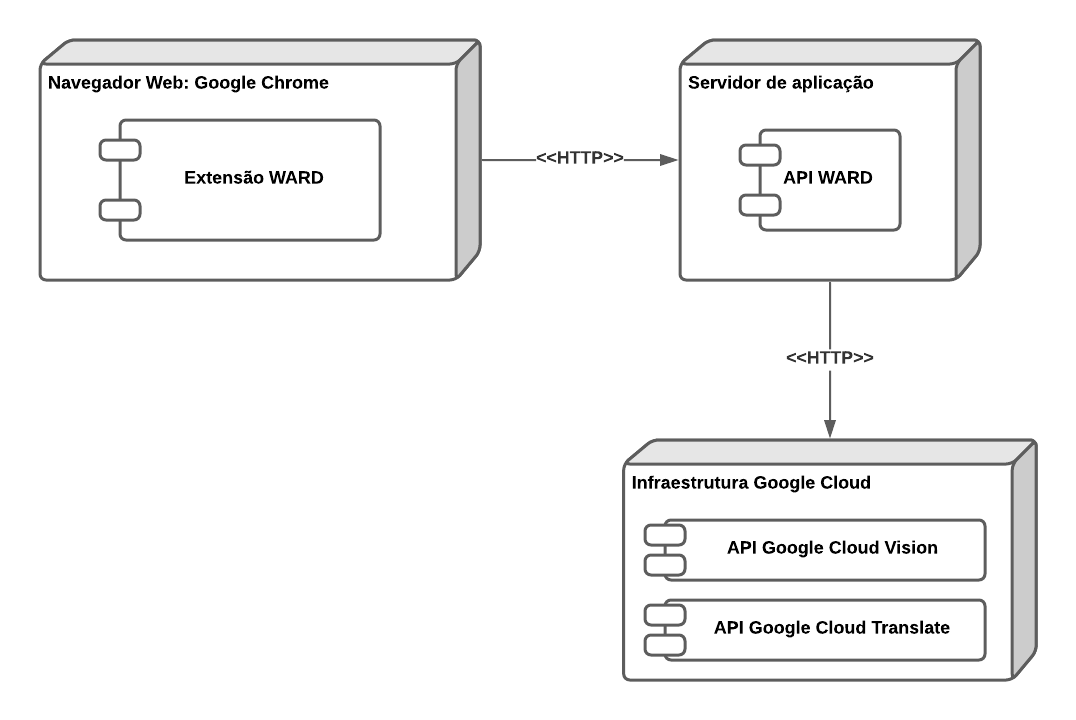 Navegador Web: Google Chrome
Extensão WARD
<<HTTP>>
Servidor de aplicação
API WARD
<<HTTP>>
Infraestrutura Google Cloud
API Google Cloud Vision
API Google Cloud Translate